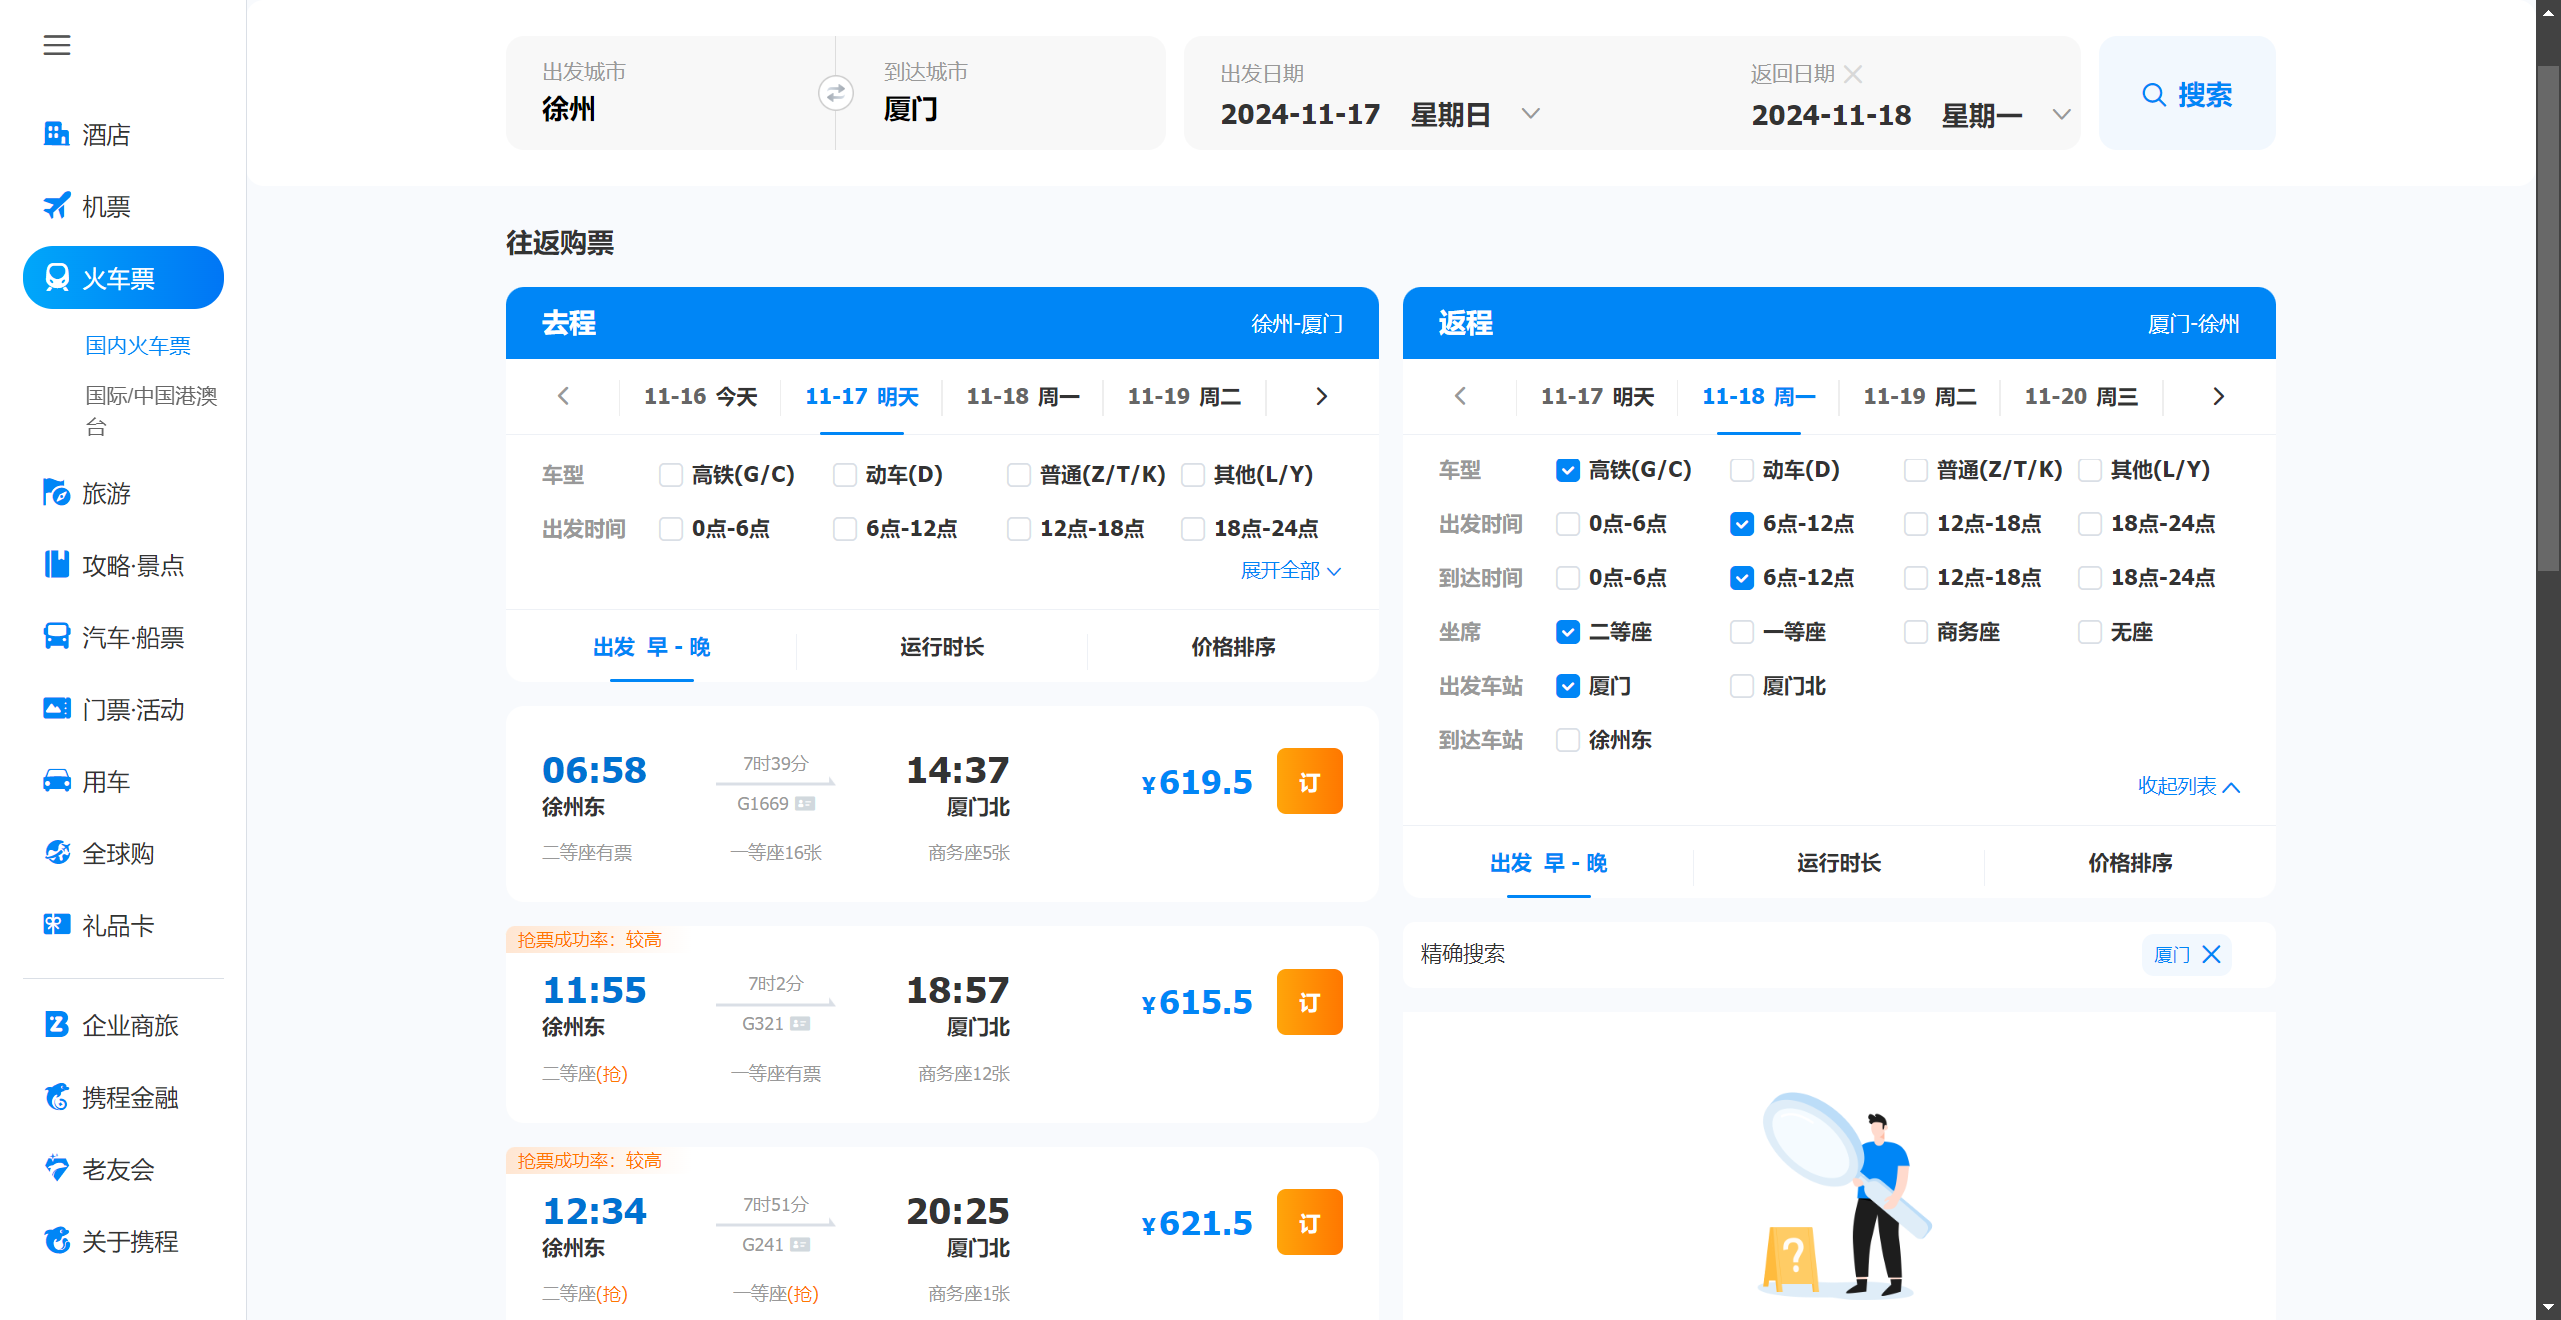 酒店
机票
火车票
国内火车票
国际/中国港澳
台
旅游
攻略·景点
汽车·船票
门票·活动
用车
全球购
礼品卡
企业商旅
携程金融
老友会
关于携程
出发城市
徐州
到达城市
厦门
出发日期
2024-11-17 星期日
返回日期
2024-11-18 星期一
搜索
往返购票
去程 徐州-厦门
11-16 今天 11-17 明天 11-18 周一 11-19 周二
车型 高铁(G/C) 动车(D) 普通(Z/T/K) 其他(L/Y)
出发时间 0点-6点 6点-12点 12点-18点 18点-24点
展开全部
出发 早 - 晚 运行时长 价格排序
06:58 7时39分 14:37 ¥619.5 订
徐州东 G1669 厦门北
二等座有票 一等座16张 商务座5张
抢票成功率：较高
11:55 7时2分 18:57 ¥615.5 订
徐州东 G321 厦门北
二等座(抢) 一等座有票 商务座12张
抢票成功率：较高
12:34 7时51分 20:25 ¥621.5 订
徐州东 G241 厦门北
二等座(抢) 一等座(抢) 商务座1张
返程 厦门-徐州
11-17 明天 11-18 周一 11-19 周二 11-20 周三
车型 高铁(G/C) 动车(D) 普通(Z/T/K) 其他(L/Y)
出发时间 0点-6点 6点-12点 12点-18点 18点-24点
到达时间 0点-6点 6点-12点 12点-18点 18点-24点
坐席 二等座 一等座 商务座 无座
出发车站 厦门 厦门北
到达车站 徐州东
收起列表
出发 早 - 晚 运行时长 价格排序
精确搜索 厦门
?